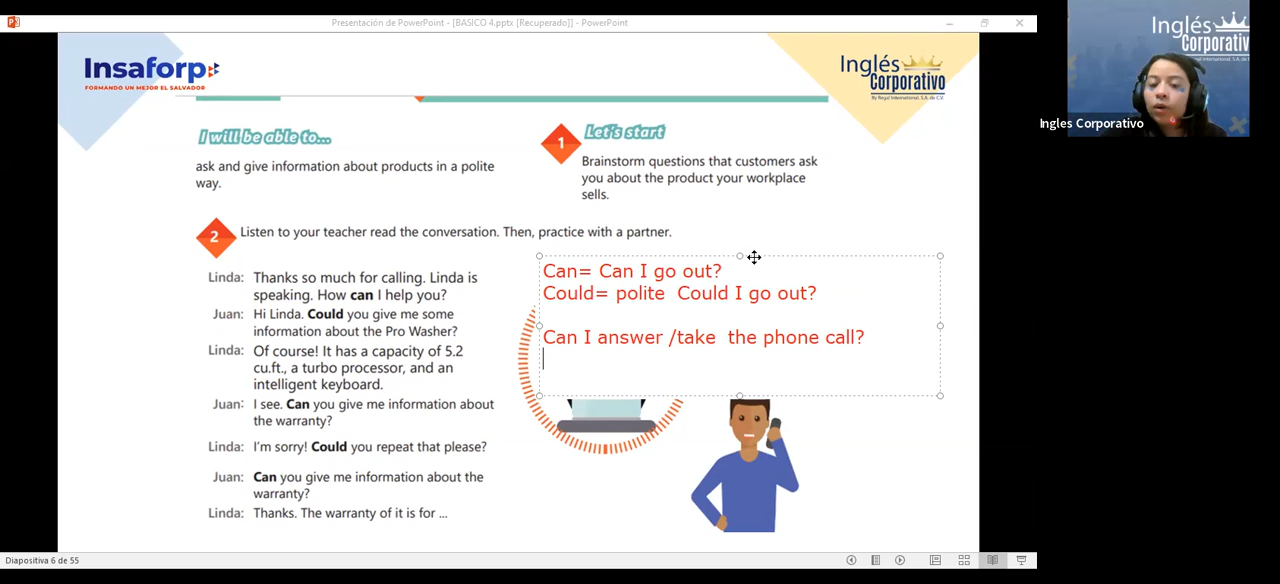 Presentación de PowerPoint - [BASICO 4.pptx [Recuperado]] - PowerPoint
Insaforp
FORMANDO UN MEJOR EL SALVADOR
Inglés
Corporativo
By Regal International, S.A. de C.V.
I will be able to...
ask and give information about products in a polite
way.
1
Let's start
Brainstorm questions that customers ask
you about the product your workplace
sells.
2
Listen to your teacher read the conversation. Then, practice with a partner.
Linda: Thanks so much for calling. Linda is
speaking. How can I help you?
Juan: Hi Linda. Could you give me some
information about the Pro Washer?
Linda: Of course! It has a capacity of 5.2
cu.ft., a turbo processor, and an
intelligent keyboard.
Juan: I see. Can you give me information about
the warranty?
Linda: I'm sorry! Could you repeat that please?
Juan: Can you give me information about the
warranty?
Linda: Thanks. The warranty of it is for ...
Can= Can I go out?
Could= polite Could I go out?
Can I answer /take the phone call?
Diapositiva 6 de 55
Inglés
Corporativo
Ingles Corporativo